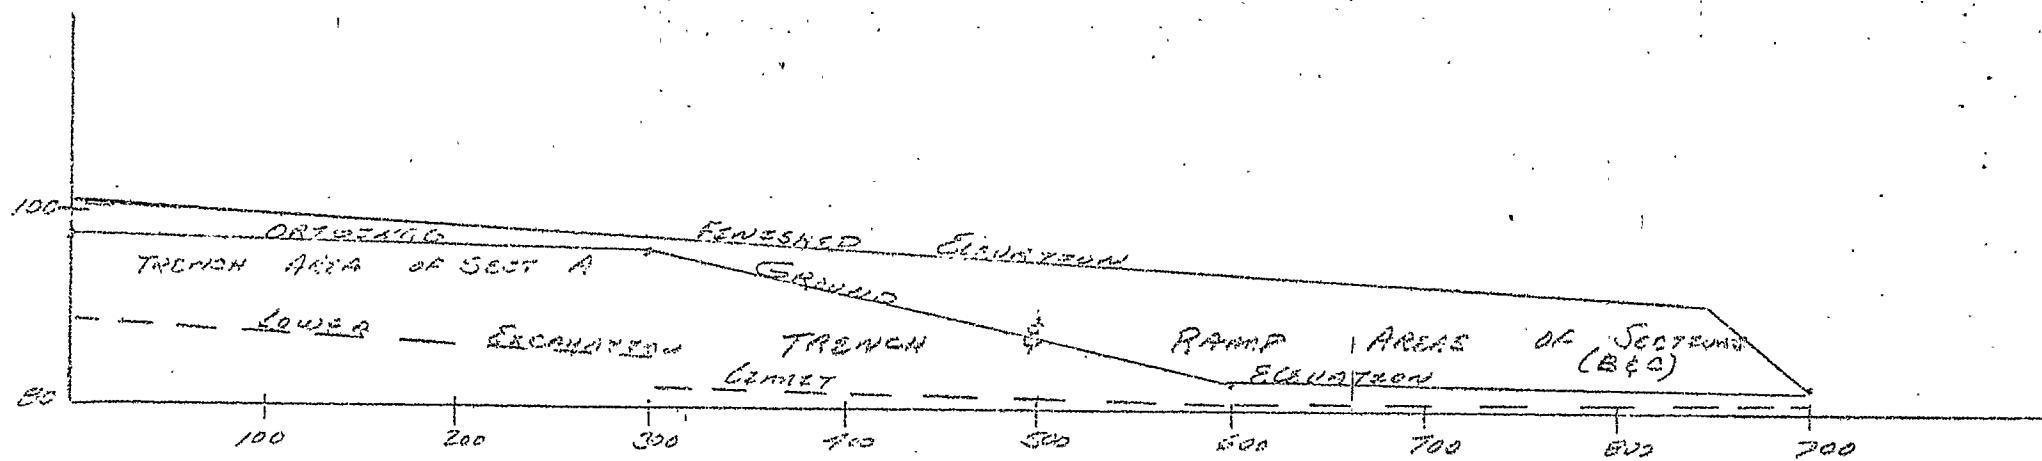 100
ORIGINAL
FINISHED ELEVATION
TRENCH AREA OF SECT A
GROUND
LOWER EXCAVATION TRENCH & RAMP AREAS OF SECTIONS
(B & C)
LIMIT
ELEVATION
80
100 200 300 400 500 600 700 800 900